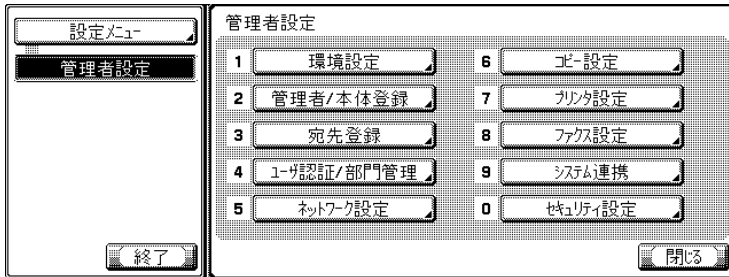 設定ﾒﾆｭｰ
管理者設定
終了
管理者設定
1 環境設定
2 管理者/本体登録
3 宛先登録
4 ﾕｰｻﾞ認証/部門管理
5 ﾈｯﾄﾜｰｸ設定
6 ｺﾋﾟｰ設定
7 ﾌﾟﾘﾝﾀ設定
8 ﾌｧｸｽ設定
9 ｼｽﾃﾑ連携
0 ｾｷｭﾘﾃｨ設定
閉じる